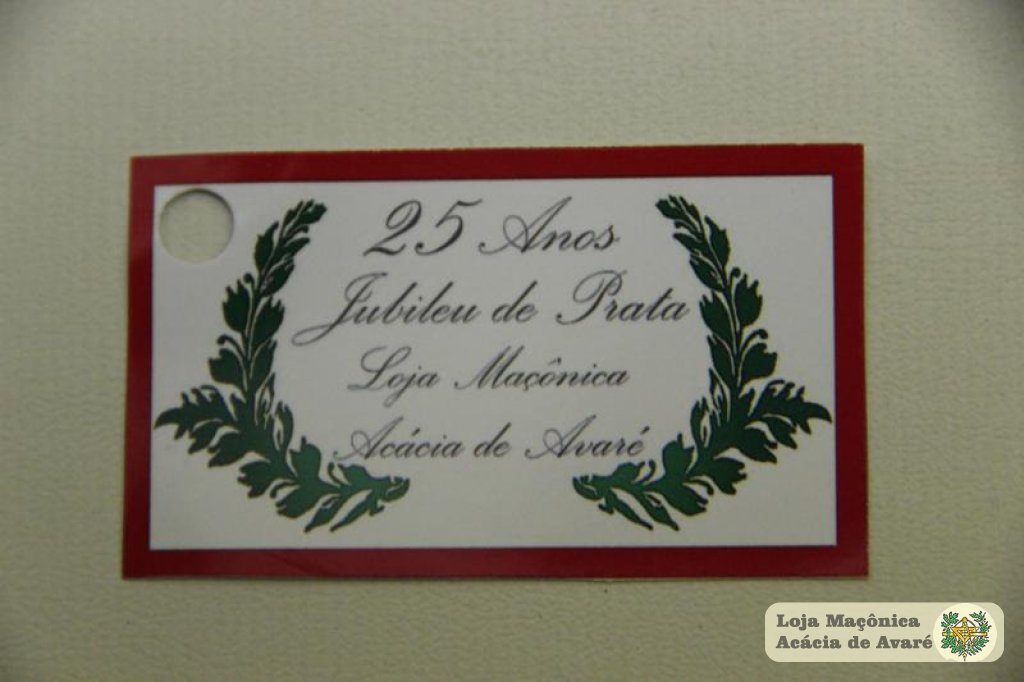 25 Anos
Jubileu de Prata
Loja Maçônica
Acácia de Avaré
Loja Maçônica
Acácia de Avaré